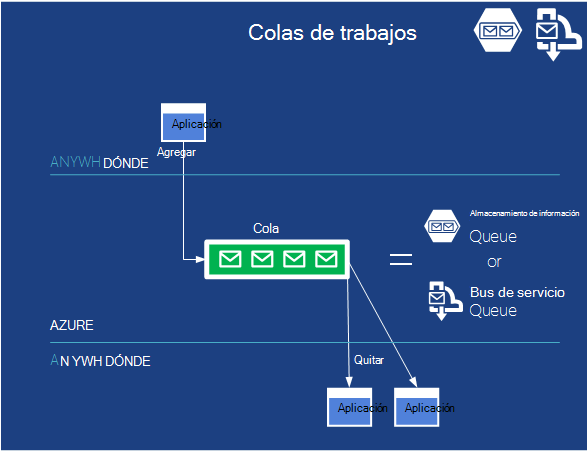 Colas de trabajos
Aplicación
Agregar
ANYWH DÓNDE
Cola
Almacenamiento de información
Queue
or
Bus de servicio
Queue
AZURE
AN YWH DÓNDE
Quitar
Aplicación
Aplicación